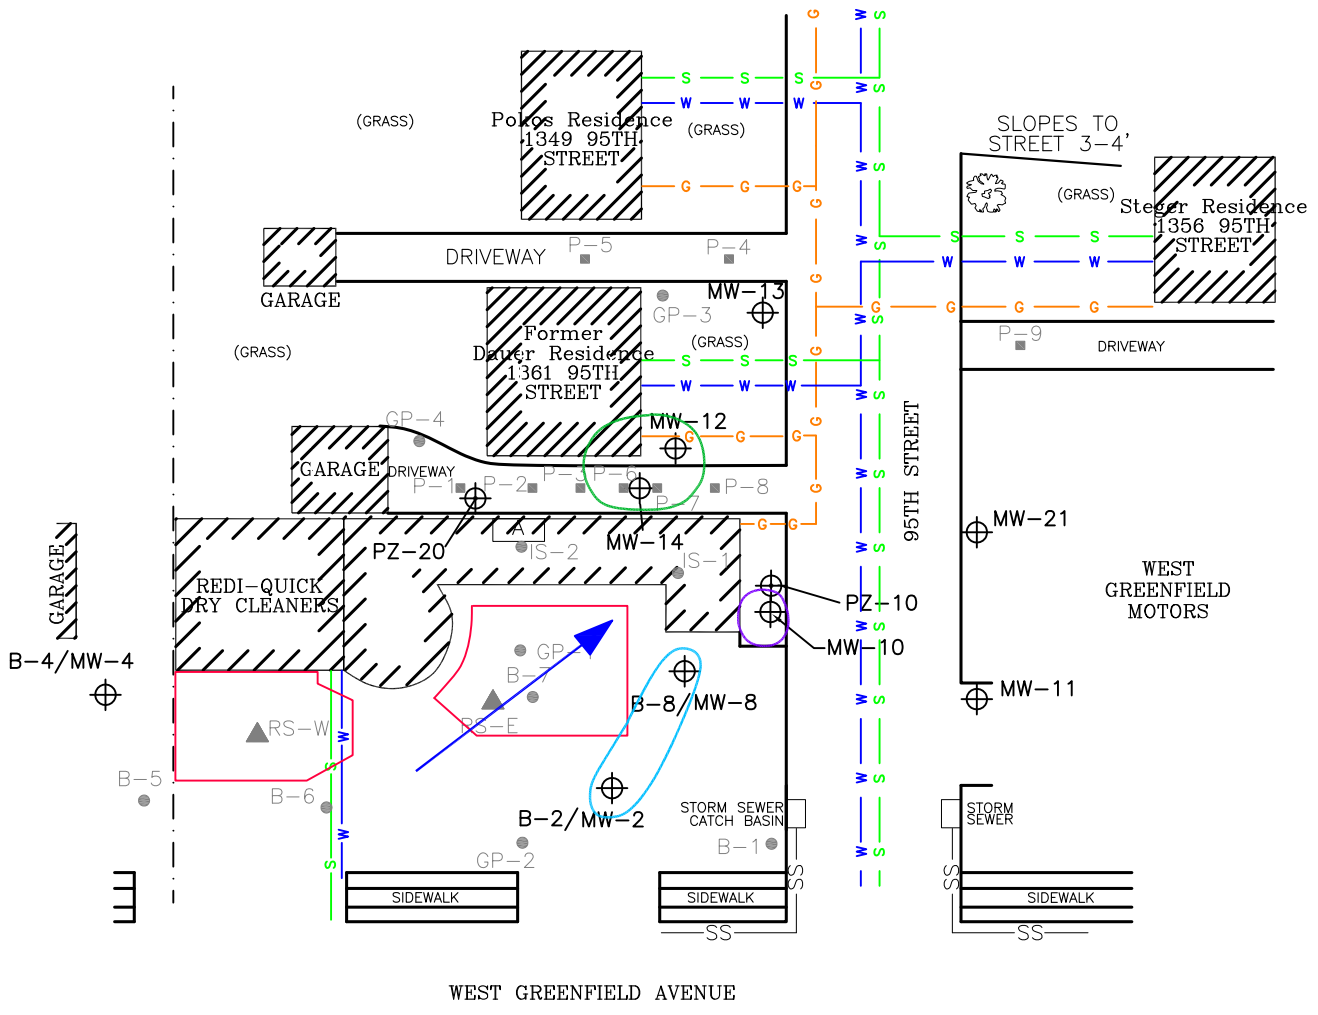 G
W
S
S
S
S
W
W
W
G
W
S
(GRASS)
Pokos Residence
1349 95TH
STREET
(GRASS)
SLOPES TO
STREET 3-4'
W
S
G
G
G
G
(GRASS)
Steger Residence
1356 95TH
STREET
W
S
S
S
S
W
W
W
P-5
P-4
DRIVEWAY
G
GARAGE
MW-13
GP-3
G
G
G
G
W
S
P-9
(GRASS)
DRIVEWAY
(GRASS)
Former
Dauer Residence
1361 95TH
STREET
S
S
S
G
W
W
W
W
S
GP-4
MW-12
G
G
G
G
95TH STREET
GARAGE
DRIVEWAY
P-1
P-2
P-3
P-6
P-7
P-8
G
W
S
A
G
G
MW-21
PZ-20
IS-2
MW-14
IS-1
W
S
GARAGE
REDI-QUICK
DRY CLEANERS
WEST
GREENFIELD
MOTORS
PZ-10
W
S
MW-10
B-4/MW-4
GP-1
B-7
B-8/MW-8
MW-11
RS-W
RS-E
W
S
W
S
B-5
B-6
W
S
STORM SEWER
CATCH BASIN
STORM
SEWER
B-2/MW-2
W
S
GP-2
B-1
W
S
SS
SS
SIDEWALK
SIDEWALK
SIDEWALK
SS
SS
WEST GREENFIELD AVENUE